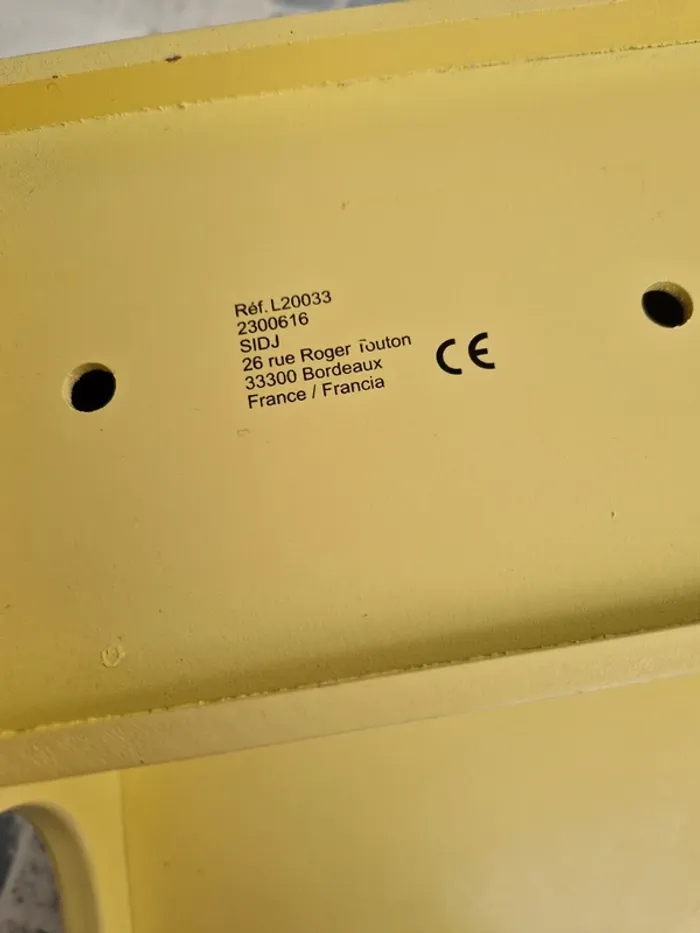 Réf. L20033
2300616
SIDJ
26 rue Roger Touton
33300 Bordeaux
France / Francia
CE